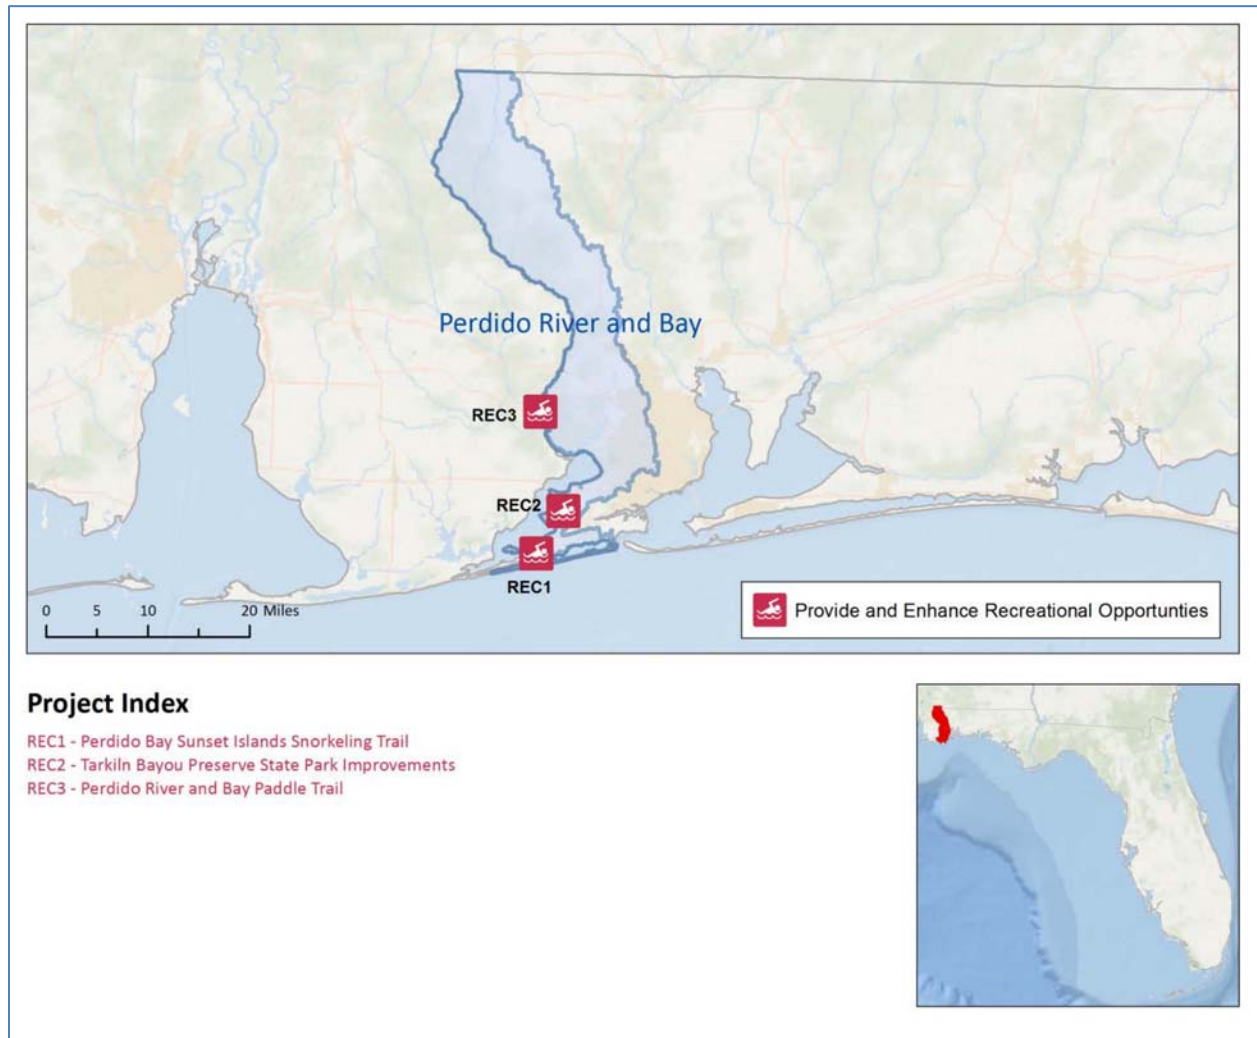 Perdido River and Bay
REC3
REC2
REC1
0 5 10 20 Miles
Provide and Enhance Recreational Opportunties
Project Index
REC1 - Perdido Bay Sunset Islands Snorkeling Trail
REC2 - Tarkiln Bayou Preserve State Park Improvements
REC3 - Perdido River and Bay Paddle Trail